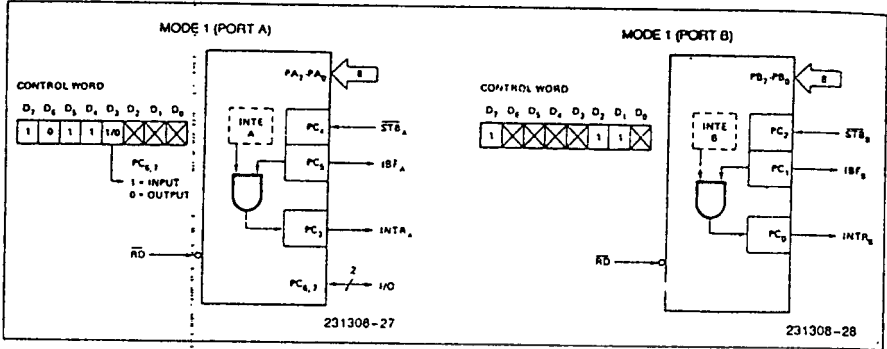 MODE 1 (PORT A)
PA7-PA0
8
CONTROL WORD
D7 D6 D5 D4 D3 D2 D1 D0
1 0 1 1 1/0 X X X
PC6,7
1 = INPUT
0 = OUTPUT
INTE
A
PC4
STBA
PC5
IBFA
PC3
INTRA
RD
PC6,7
2
I/O
231308-27
MODE 1 (PORT B)
PB7-PB0
8
CONTROL WORD
D7 D6 D5 D4 D3 D2 D1 D0
1 X X X X 1 1 X
INTE
B
PC2
STBB
PC1
IBFB
PC0
INTRB
RD
231308-28